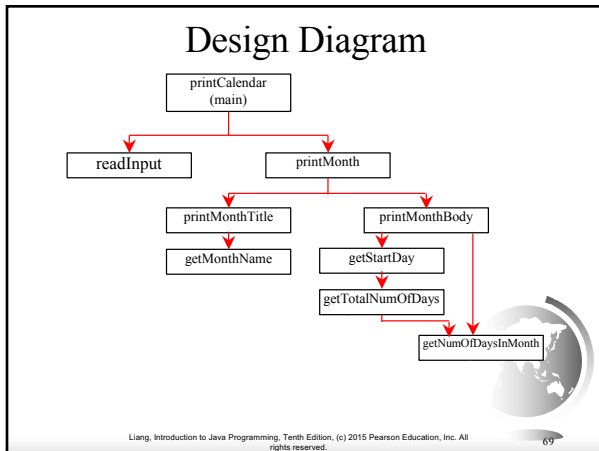 Design Diagram
printCalendar
(main)
readInput
printMonth
printMonthTitle
printMonthBody
getMonthName
getStartDay
getTotalNumOfDays
getNumOfDaysInMonth
Liang, Introduction to Java Programming, Tenth Edition, (c) 2015 Pearson Education, Inc. All
rights reserved.
69